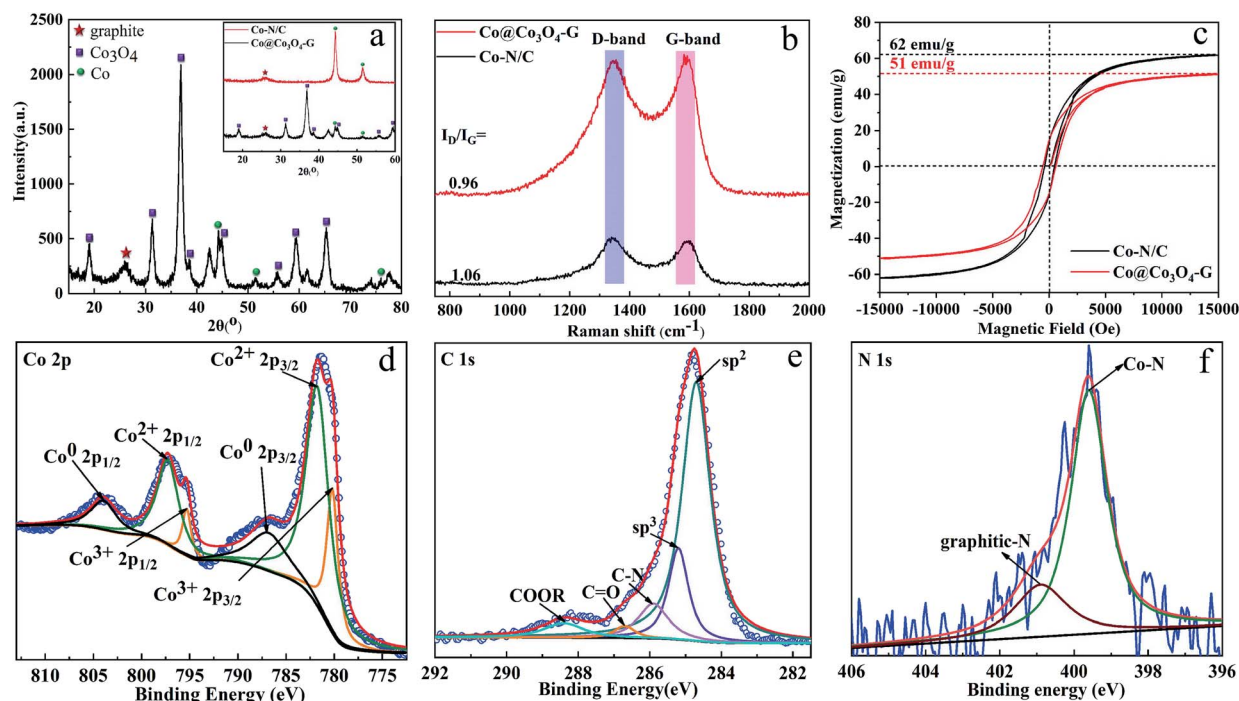 a
graphite
Co3O4
Co
Intensity(a.u.)
2500
2000
1500
1000
500
0
20
30
40
50
60
70
80
2θ(°)
Co-N/C
Co@Co3O4-G
20
30
40
50
60
2θ(°)
b
Co@Co3O4-G
Co-N/C
D-band
G-band
ID/IG=
0.96
1.06
800
1000
1200
1400
1600
1800
2000
Raman shift (cm-1)
c
62 emu/g
51 emu/g
Magnetization (emu/g)
80
60
40
20
0
-20
-40
-60
Co-N/C
Co@Co3O4-G
-15000
-10000
-5000
0
5000
10000
15000
Magnetic Field (Oe)
Co 2p
d
Co2+ 2p3/2
Co2+ 2p1/2
Co0 2p1/2
Co0 2p3/2
Co3+ 2p1/2
Co3+ 2p3/2
810
805
800
795
790
785
780
775
Binding Energy (eV)
C 1s
e
sp2
sp3
C-N
C=O
COOR
292
290
288
286
284
282
Binding Energy(eV)
N 1s
f
Co-N
graphitic-N
406
404
402
400
398
396
Binding energy (eV)